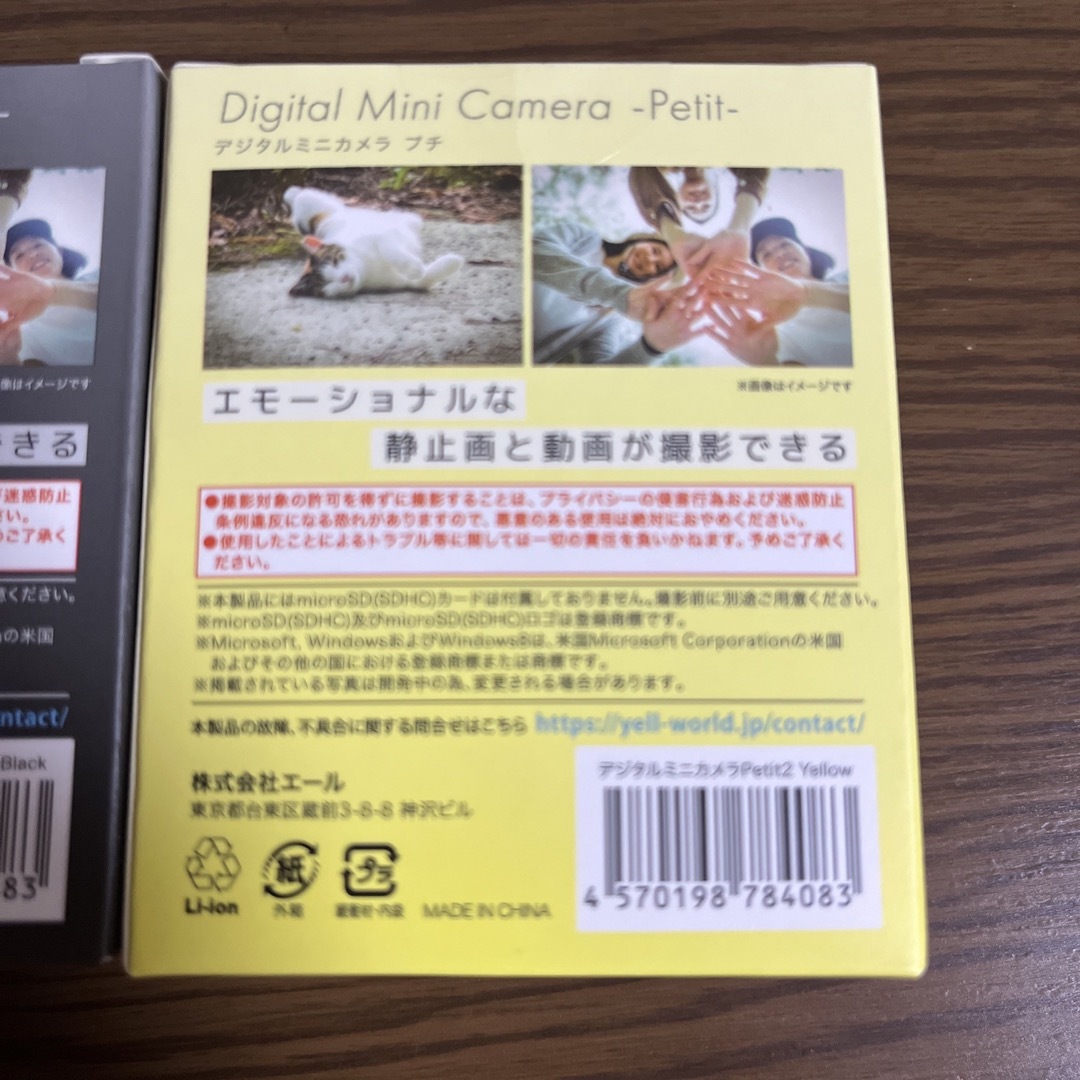 Digital Mini Camera -Petit-
デジタルミニカメラ プチ
※画像はイメージです
エモーショナルな
静止画と動画が撮影できる
●撮影対象の許可を得ずに撮影することは、プライバシーの侵害行為および迷惑防止
条例違反になる恐れがありますので、悪意のある使用は絶対におやめください。
●使用したことによるトラブル等に関しては一切の責任を負いかねます。予めご了承く
ださい。
※本製品にはmicroSD(SDHC)カードは付属しておりません。撮影前に別途ご用意ください。
※microSD(SDHC)及びmicroSD(SDHC)ロゴは登録商標です。
※Microsoft, WindowsおよびWindows8は、米国Microsoft Corporationの米国
およびその他の国における登録商標または商標です。
※掲載されている写真は開発中の為、変更される場合があります。
本製品の故障、不具合に関する問合せはこちら https://yell-world.jp/contact/
株式会社エール
東京都台東区蔵前3-8-8 神沢ビル
デジタルミニカメラPetit2 Yellow
4 570198 784083
Li-ion
紙
外箱
プラ
緩衝材・内袋
MADE IN CHINA
像はイメージです
できる
び迷惑防止
さい。
めご了承く
意ください。
の米国
ntact/
Black
83